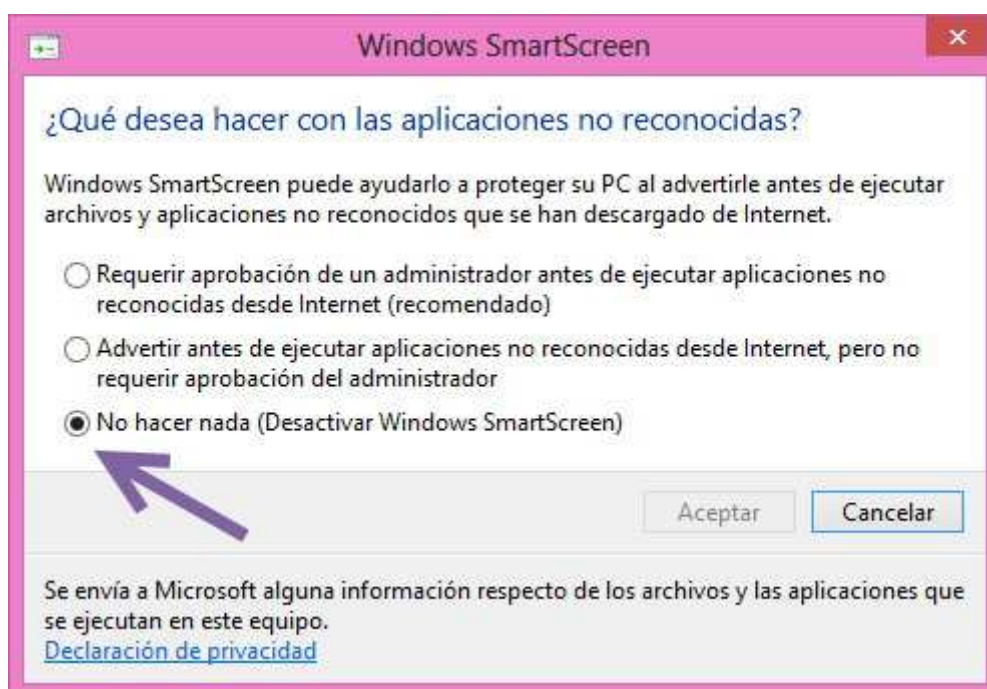 Windows SmartScreen
¿Qué desea hacer con las aplicaciones no reconocidas?
Windows SmartScreen puede ayudarlo a proteger su PC al advertirle antes de ejecutar
archivos y aplicaciones no reconocidos que se han descargado de Internet.
Requerir aprobación de un administrador antes de ejecutar aplicaciones no
reconocidas desde Internet (recomendado)
Advertir antes de ejecutar aplicaciones no reconocidas desde Internet, pero no
requerir aprobación del administrador
No hacer nada (Desactivar Windows SmartScreen)
Aceptar Cancelar
Se envía a Microsoft alguna información respecto de los archivos y las aplicaciones que
se ejecutan en este equipo.
Declaración de privacidad